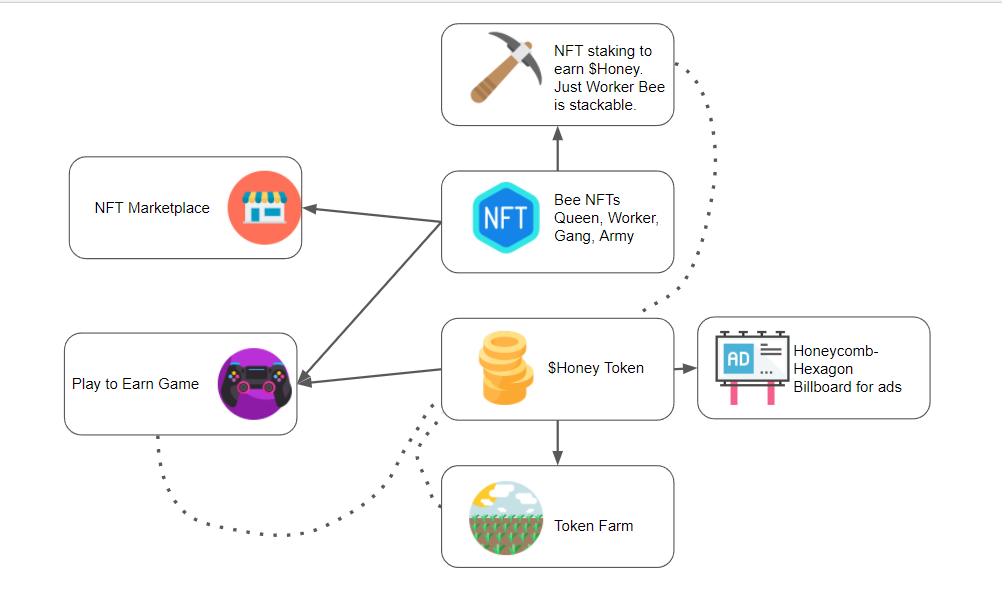 NFT staking to
earn $Honey.
Just Worker Bee
is stackable.
NFT Marketplace
NFT
Bee NFTs
Queen, Worker,
Gang, Army
Play to Earn Game
$Honey Token
AD
Honeycomb-
Hexagon
Billboard for ads
Token Farm